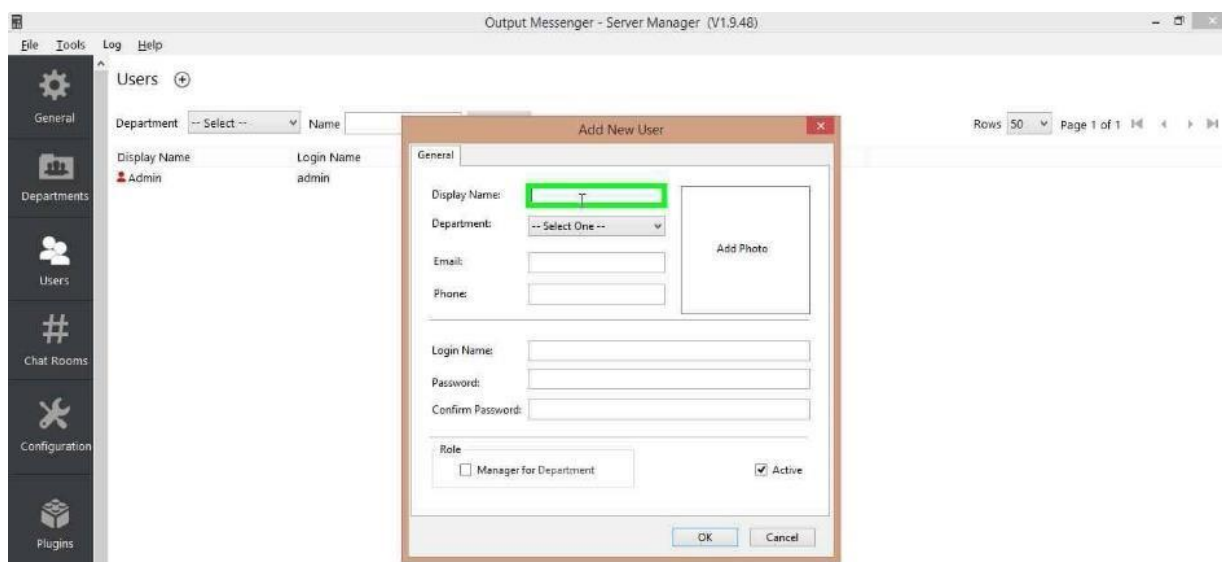 Output Messenger - Server Manager (V1.9.48)
File Tools Log Help
General
Departments
Users
Chat Rooms
Configuration
Plugins
Users
Department -- Select -- Name
Rows 50 Page 1 of 1
Display Name Login Name
Admin admin
Add New User
General
Display Name:
Department: -- Select One --
Add Photo
Email:
Phone:
Login Name:
Password:
Confirm Password:
Role
Manager for Department
Active
OK Cancel